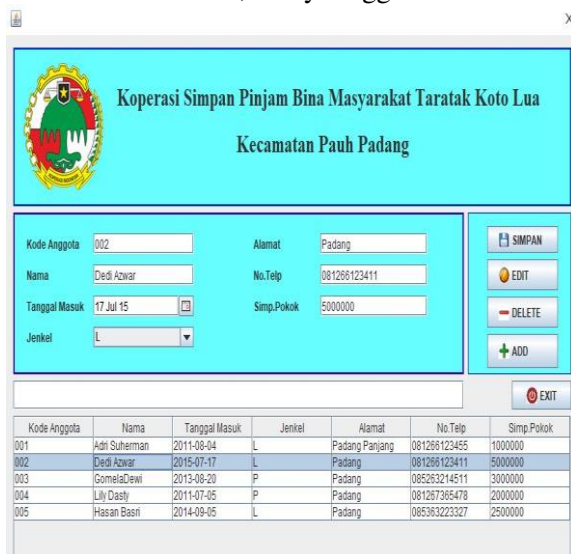 X
Koperasi Simpan Pinjam Bina Masyarakat Taratak Koto Lua
Kecamatan Pauh Padang
Kode Anggota 002 Alamat Padang
Nama Dedi Azwar No.Telp 081266123411
Tanggal Masuk 17 Jul 15 Simp.Pokok 5000000
Jenkel L
SIMPAN
EDIT
DELETE
ADD
EXIT
Kode Anggota Nama Tanggal Masuk Jenkel Alamat No.Telp Simp.Pokok
001 Adri Suherman 2011-08-04 L Padang Panjang 081266123455 1000000
002 Dedi Azwar 2015-07-17 L Padang 081266123411 5000000
003 GomelaDewi 2013-08-20 P Padang 085263214511 3000000
004 Lily Dasty 2011-07-05 P Padang 081267365478 2000000
005 Hasan Basri 2014-09-05 L Padang 085363223327 2500000